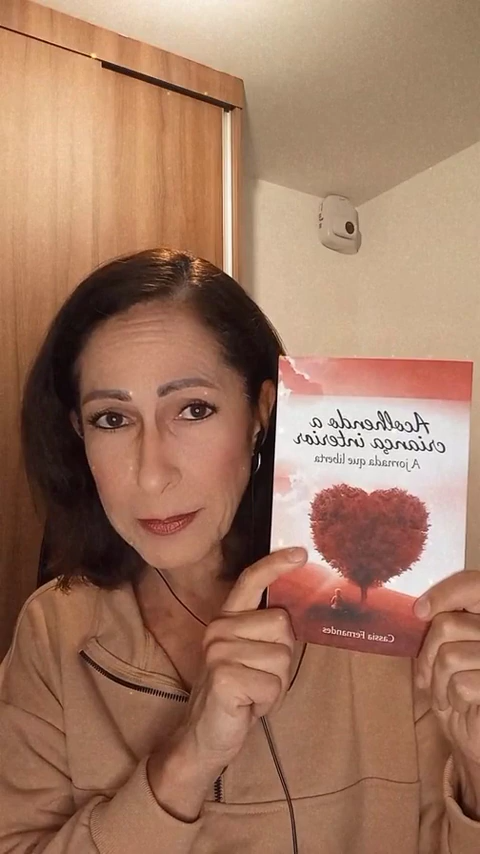 Acolhendo a
criança interior
A jornada que liberta
Cassia Fernandes